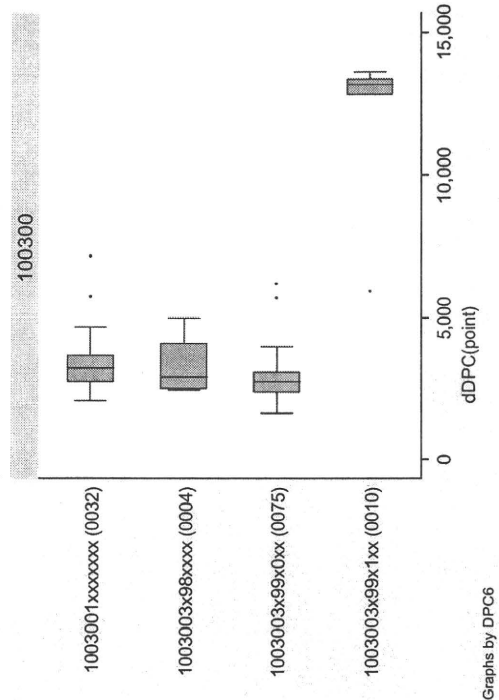 100300
1003001xxxxxxx (0032)
1003003x98xxxx (0004)
1003003x99x0xx (0075)
1003003x99x1xx (0010)
0
5,000
10,000
15,000
dDPC(point)
Graphs by DPC6